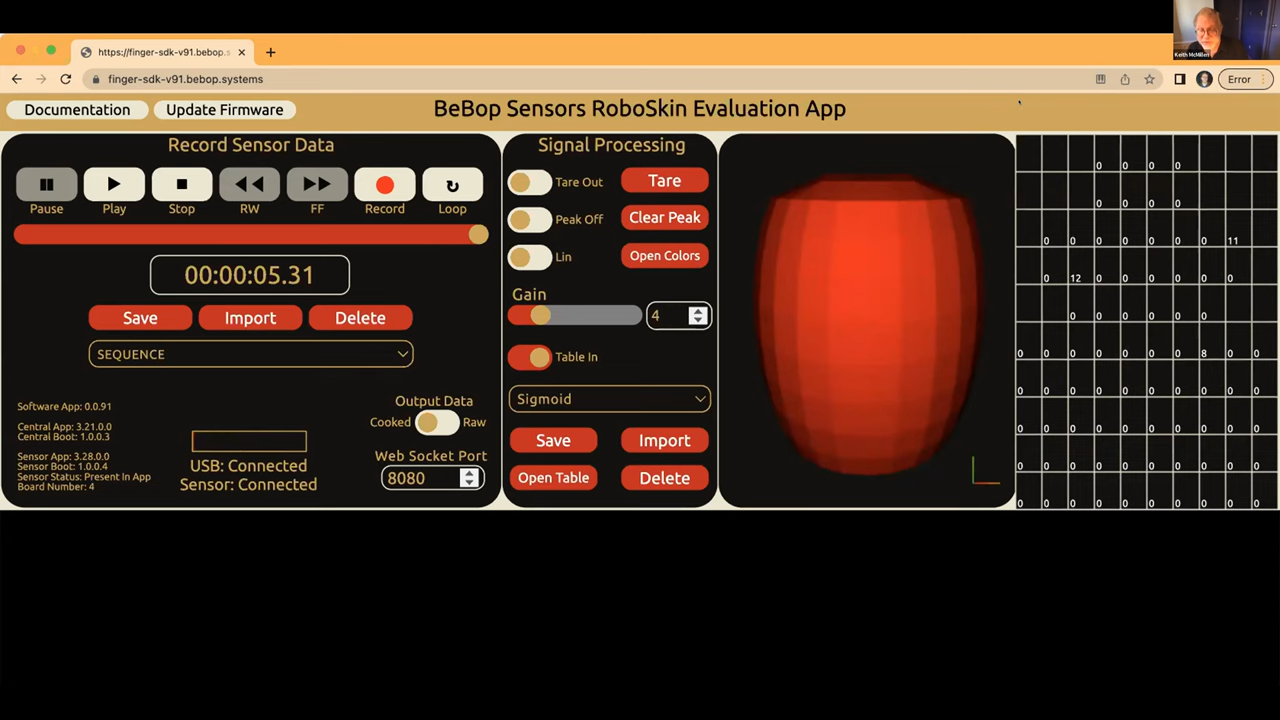 Keith McMillen
https://finger-sdk-v91.bebop.s
finger-sdk-v91.bebop.systems
Error
Documentation
Update Firmware
BeBop Sensors RoboSkin Evaluation App
Record Sensor Data
Pause
Play
Stop
RW
FF
Record
Loop
00:00:05.31
Save
Import
Delete
SEQUENCE
Software App: 0.0.91
Central App: 3.21.0.0
Central Boot: 1.0.0.3
Sensor App: 3.28.0.0
Sensor Boot: 1.0.0.4
Sensor Status: Present In App
Board Number: 4
USB: Connected
Sensor: Connected
Output Data
Cooked
Raw
Web Socket Port
8080
Signal Processing
Tare Out
Tare
Peak Off
Clear Peak
Lin
Open Colors
Gain
4
Table In
Sigmoid
Save
Import
Open Table
Delete
0 0 0 0
0 0 0 0
0 0 0 0 0 0 0 11
0 12 0 0 0 0 0 0
0 0 0 0 0 0
0 0 0 0 0 0 0 8 0 0
0 0 0 0 0 0 0 0 0 0
0 0 0 0 0 0 0 0 0 0
0 0 0 0 0 0 0 0 0 0
0 0 0 0 0 0 0 0 0 0